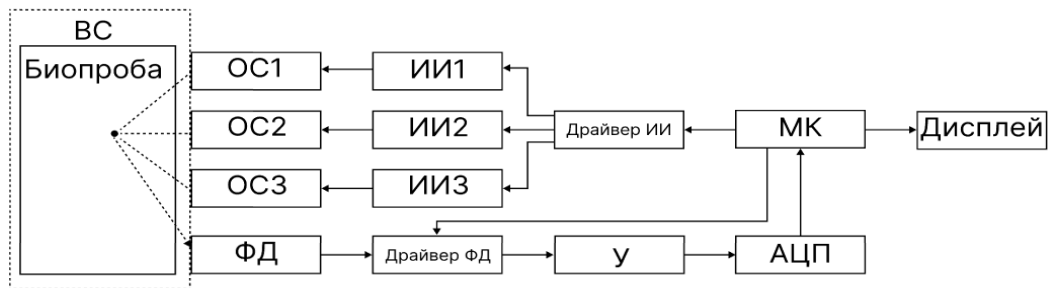 ВС
Биопроба
ОС1
ИИ1
ОС2
ИИ2
Драйвер ИИ
МК
Дисплей
ОС3
ИИ3
ФД
Драйвер ФД
У
АЦП